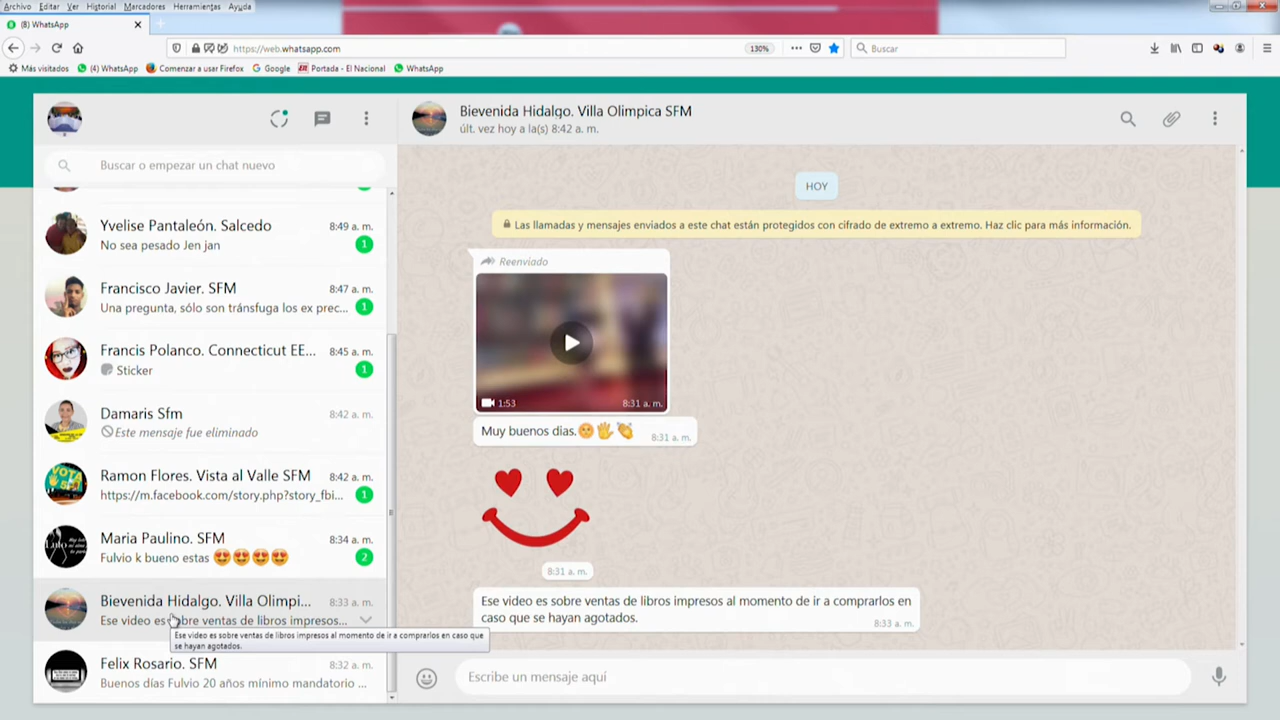 Archivo Editar Ver Historial Marcadores Herramientas Ayuda
(8) WhatsApp
https://web.whatsapp.com
130%
Buscar
Más visitados
(4) WhatsApp
Comenzar a usar Firefox
Google
Portada - El Nacional
WhatsApp
Buscar o empezar un chat nuevo
Yvelise Pantaleón. Salcedo
8:49 a. m.
No sea pesado Jen jan
1
Francisco Javier. SFM
8:47 a. m.
Una pregunta, sólo son tránsfuga los ex prec...
1
Francis Polanco. Connecticut EE...
8:45 a. m.
Sticker
1
Damaris Sfm
8:42 a. m.
Este mensaje fue eliminado
Ramon Flores. Vista al Valle SFM
8:42 a. m.
https://m.facebook.com/story.php?story_fbi...
1
Maria Paulino. SFM
8:34 a. m.
Fulvio k bueno estas
2
Bievenida Hidalgo. Villa Olimpi...
8:33 a. m.
Ese video es sobre ventas de libros impresos...
Ese video es sobre ventas de libros impresos al momento de ir a comprarlos en caso que
se hayan agotados.
Felix Rosario. SFM
8:32 a. m.
Buenos días Fulvio 20 años mínimo mandatorio ...
Bievenida Hidalgo. Villa Olimpica SFM
últ. vez hoy a la(s) 8:42 a. m.
HOY
Las llamadas y mensajes enviados a este chat están protegidos con cifrado de extremo a extremo. Haz clic para más información.
Reenviado
1:53
8:31 a. m.
Muy buenos dias.
8:31 a. m.
8:31 a. m.
Ese video es sobre ventas de libros impresos al momento de ir a comprarlos en
caso que se hayan agotados.
8:33 a. m.
Escribe un mensaje aquí